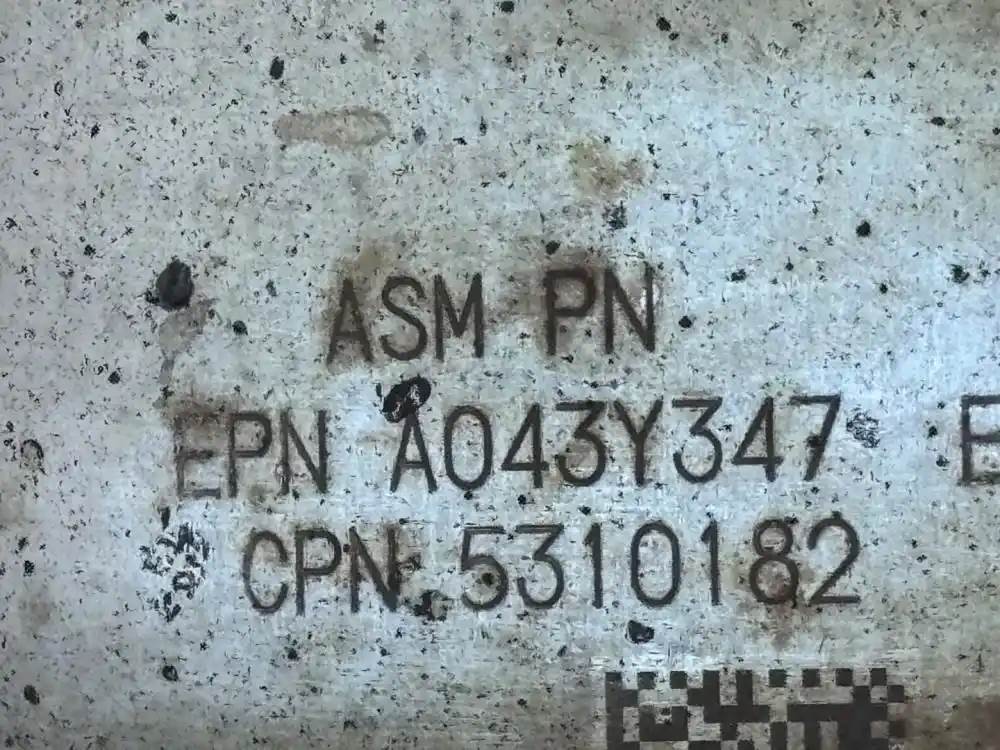 ASM PN
EPN A043Y347 E
CPN 5310182